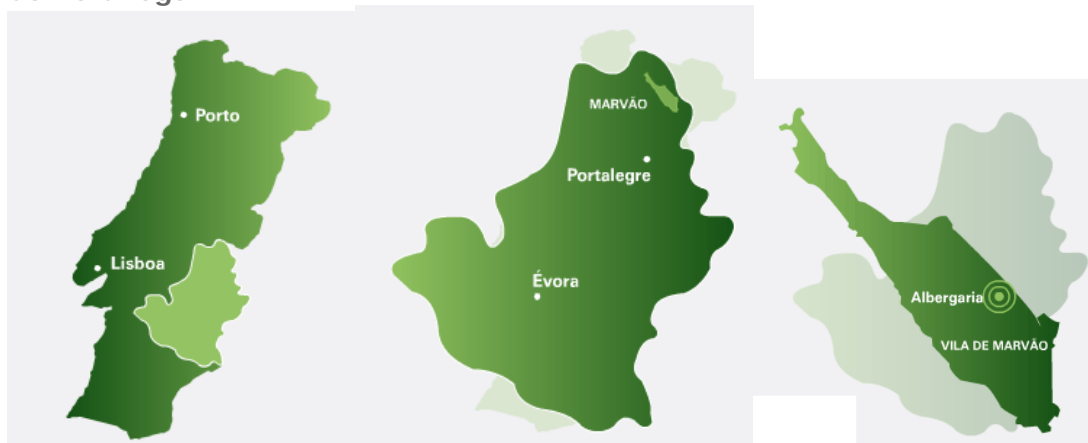 Porto
Lisboa
MARVÃO
Portalegre
Évora
Albergaria
VILA DE MARVÃO